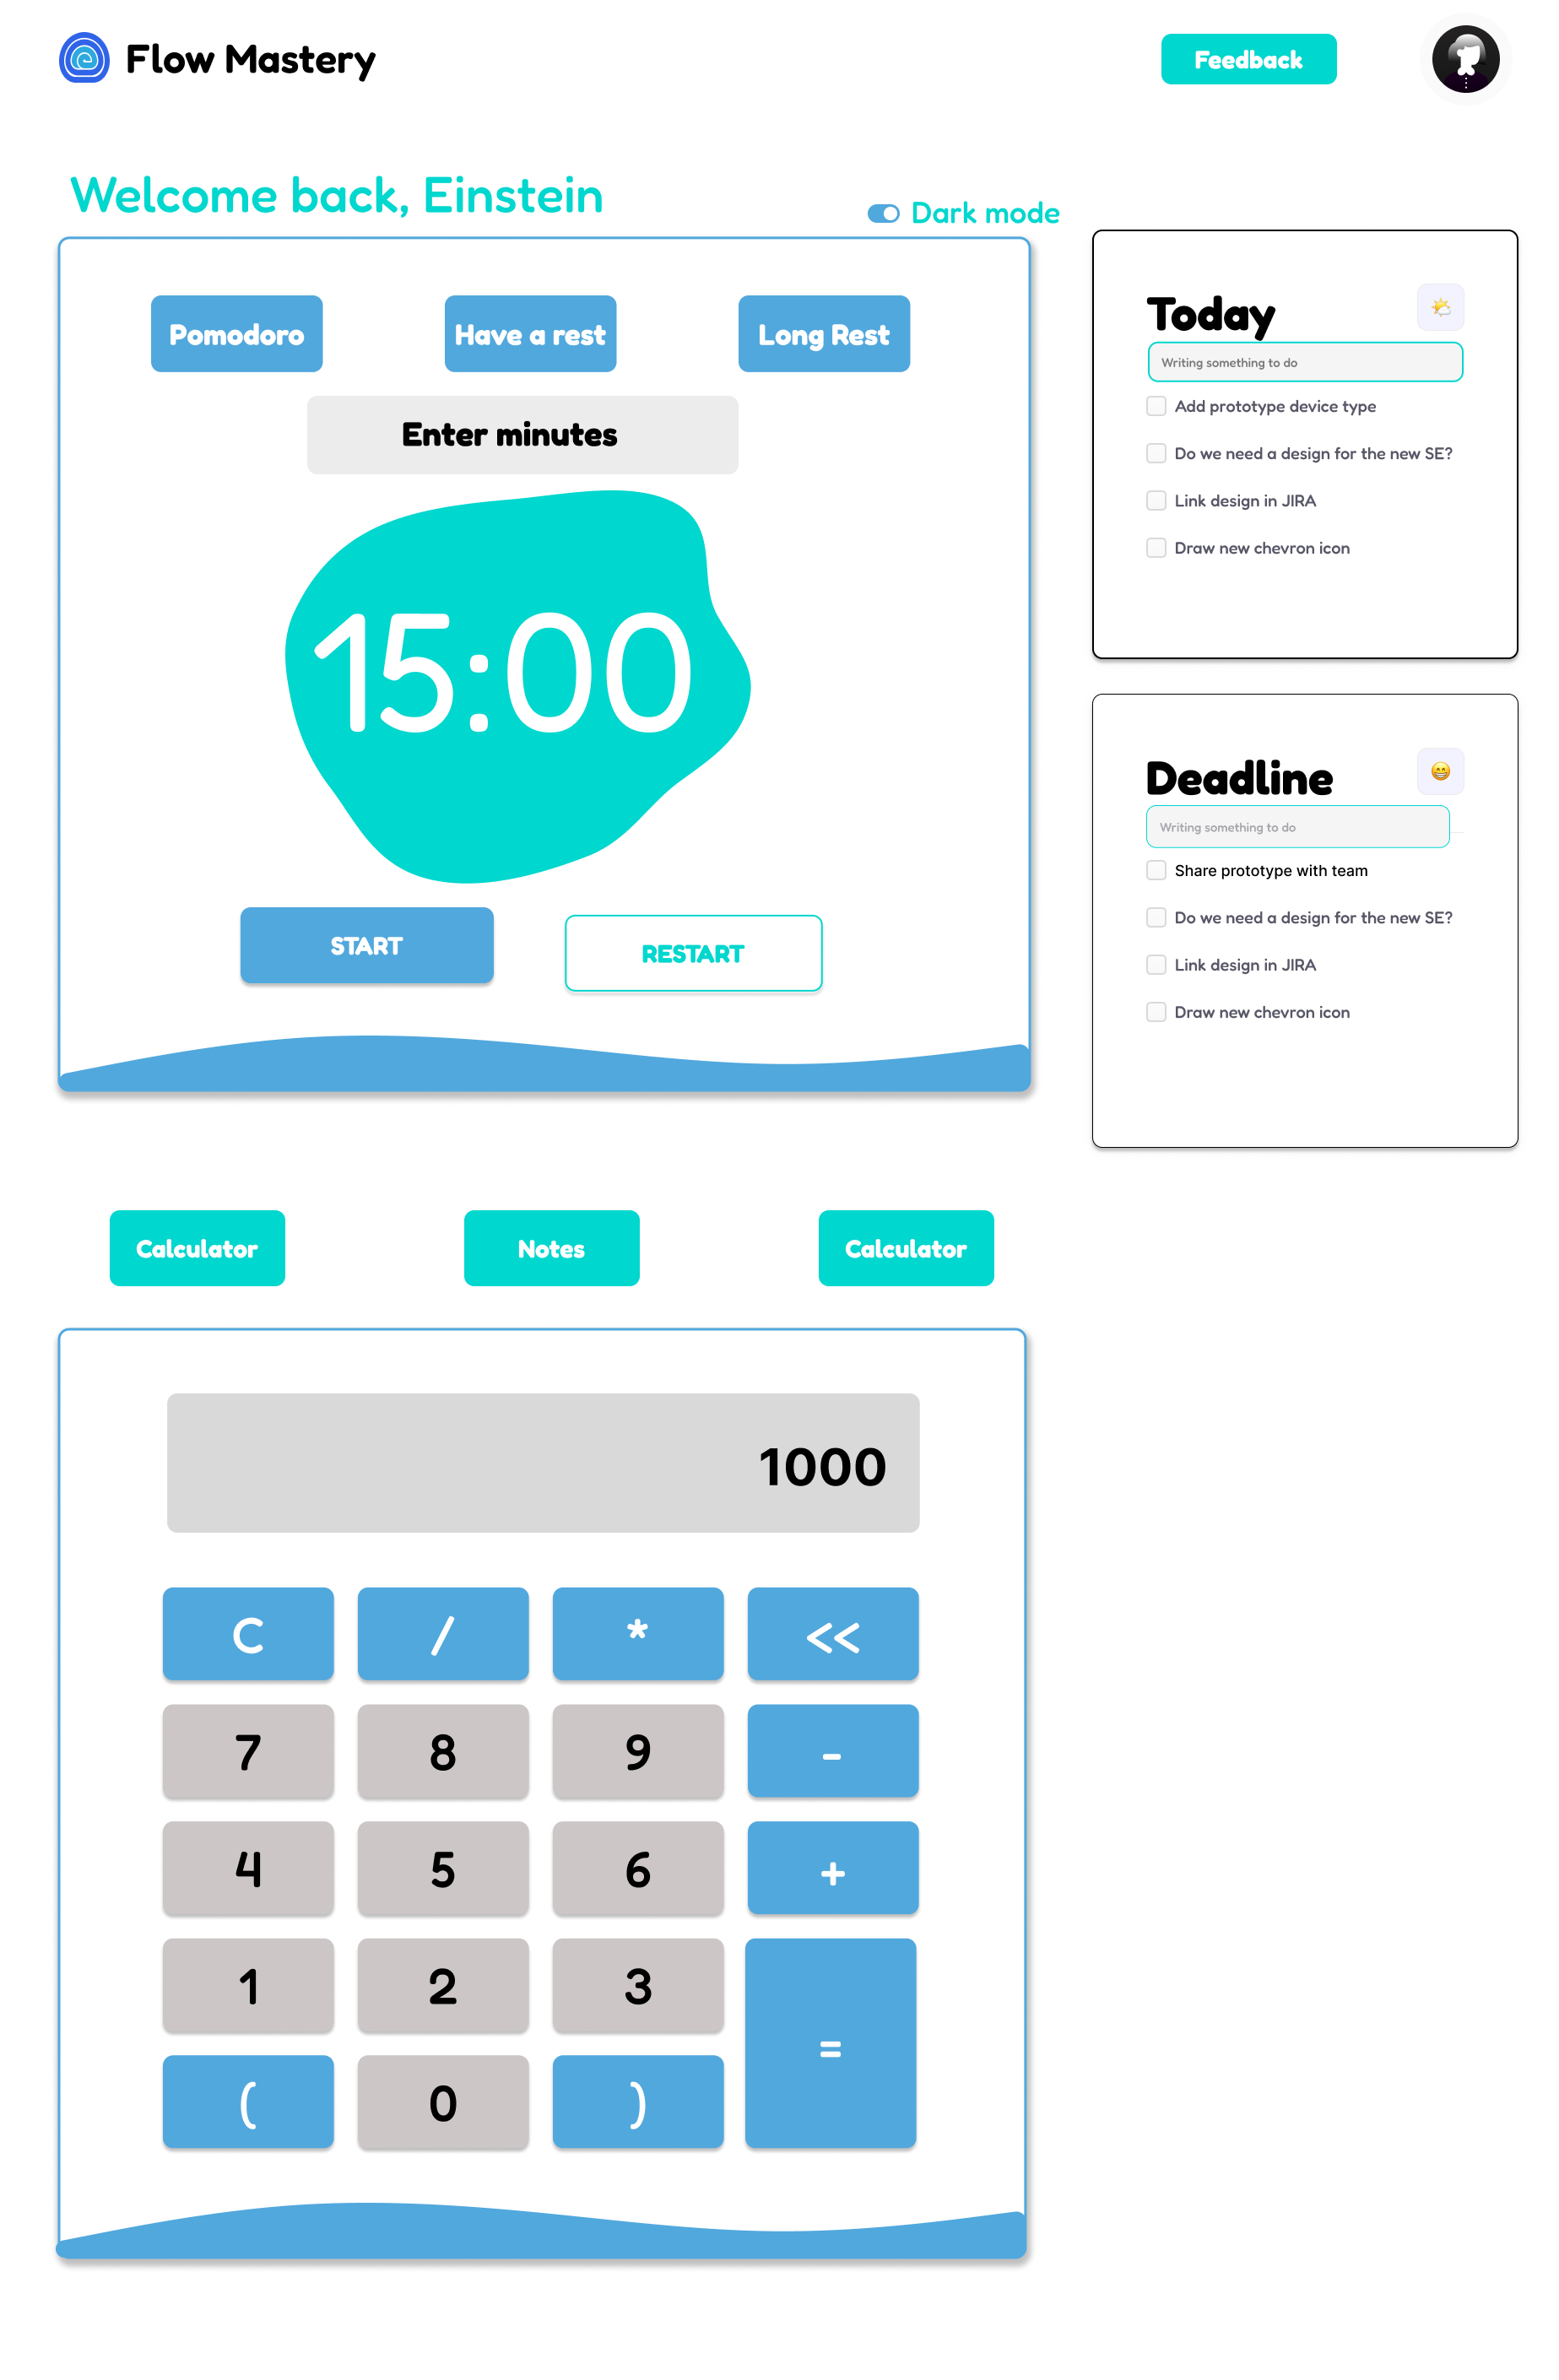 Flow Mastery
Feedback
Welcome back, Einstein
Dark mode
Pomodoro
Have a rest
Long Rest
Enter minutes
15:00
START
RESTART
Today
Writing something to do
Add prototype device type
Do we need a design for the new SE?
Link design in JIRA
Draw new chevron icon
Deadline
Writing something to do
Share prototype with team
Do we need a design for the new SE?
Link design in JIRA
Draw new chevron icon
Calculator
Notes
Calculator
1000
C / * <<
7 8 9 -
4 5 6 +
1 2 3 =
( 0 )